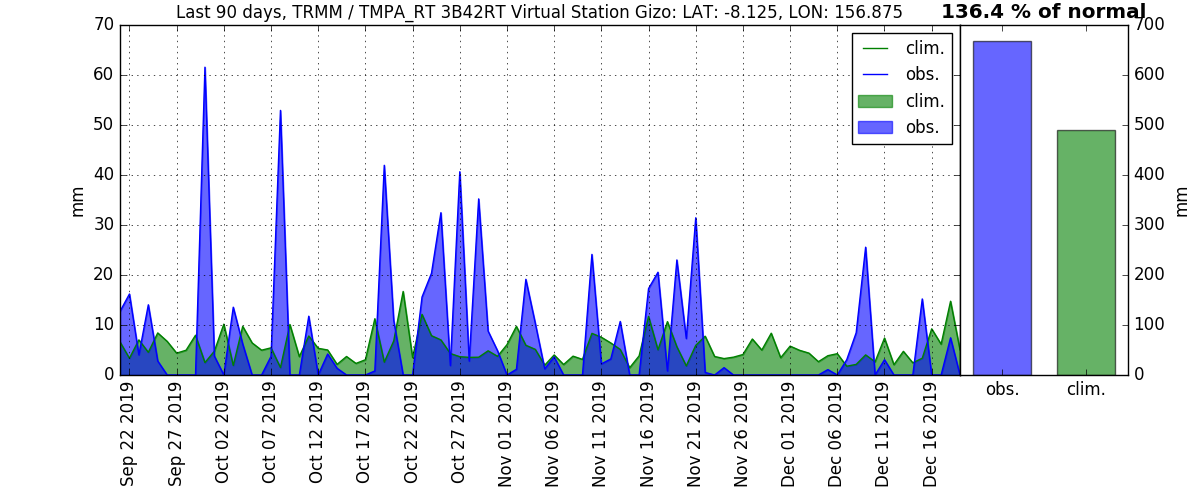 Last 90 days, TRMM / TMPA_RT 3B42RT Virtual Station Gizo: LAT: -8.125, LON: 156.875
136.4 % of normal
70
60
50
40
30
20
10
0
mm
clim.
obs.
clim.
obs.
700
600
500
400
300
200
100
0
mm
obs.
clim.
Sep 22 2019
Sep 27 2019
Oct 02 2019
Oct 07 2019
Oct 12 2019
Oct 17 2019
Oct 22 2019
Oct 27 2019
Nov 01 2019
Nov 06 2019
Nov 11 2019
Nov 16 2019
Nov 21 2019
Nov 26 2019
Dec 01 2019
Dec 06 2019
Dec 11 2019
Dec 16 2019